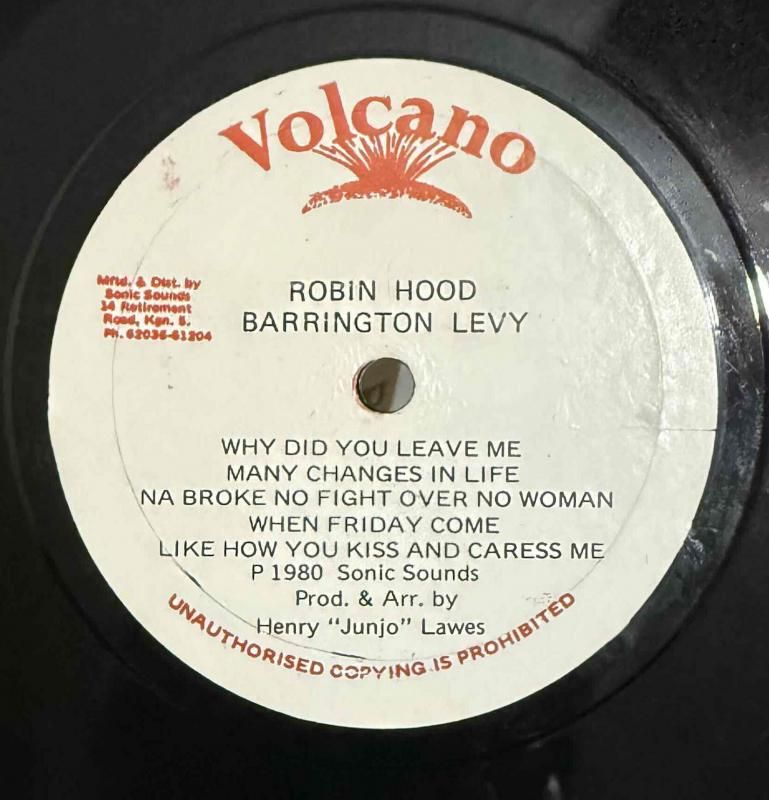 Volcano
ROBIN HOOD
BARRINGTON LEVY
Mftd. & Dist. by
Sonic Sounds
14 Retirement
Road, Kgn. 5.
Ph. 62036-61204
WHY DID YOU LEAVE ME
MANY CHANGES IN LIFE
NA BROKE NO FIGHT OVER NO WOMAN
WHEN FRIDAY COME
LIKE HOW YOU KISS AND CARESS ME
P 1980 Sonic Sounds
Prod. & Arr. by
Henry "Junjo" Lawes
UNAUTHORISED COPYING IS PROHIBITED